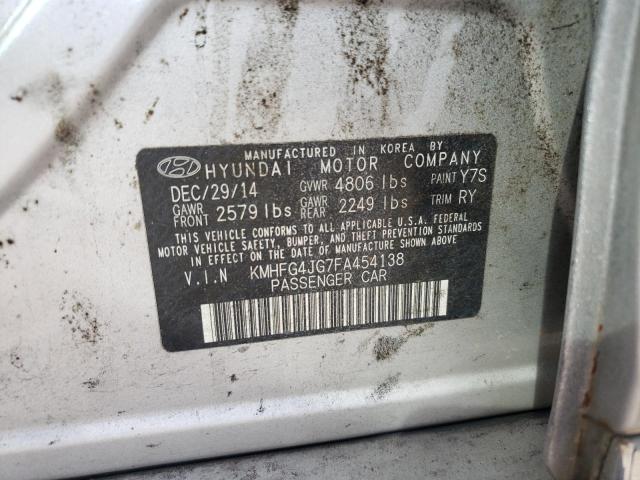 MANUFACTURED IN KOREA BY
HYUNDAI MOTOR COMPANY
DEC/29/14 GVWR 4806 lbs PAINT Y7S
GAWR FRONT 2579 lbs GAWR REAR 2249 lbs TRIM RY
THIS VEHICLE CONFORMS TO ALL APPLICABLE U.S.A. FEDERAL
MOTOR VEHICLE SAFETY, BUMPER, AND THEFT PREVENTION STANDARDS
IN EFFECT ON THE DATE OF MANUFACTURE SHOWN ABOVE.
V.I.N KMHFG4JG7FA454138
PASSENGER CAR